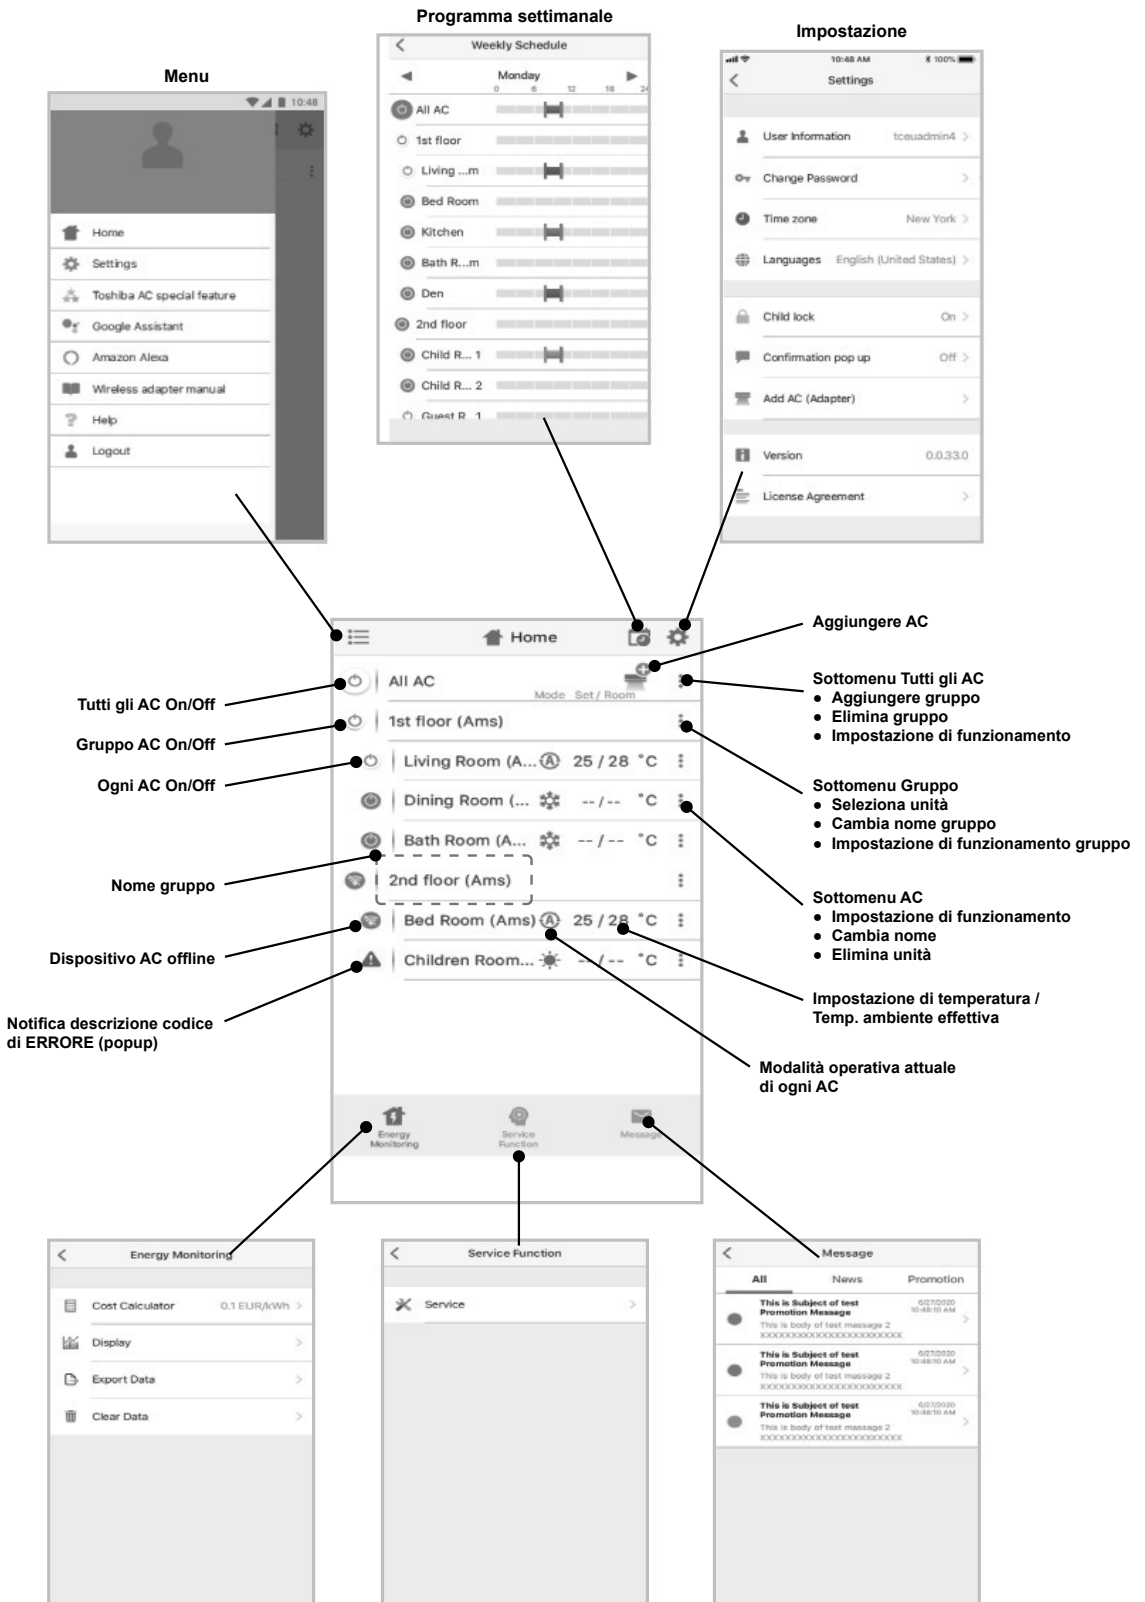 Programma settimanale
Impostazione
Menu
10:48
Home
Settings
Toshiba AC special feature
Google Assistant
Amazon Alexa
Wireless adapter manual
Help
Logout
Weekly Schedule
Monday
0 6 12 18 24
All AC
1st floor
Living ...m
Bed Room
Kitchen
Bath R...m
Den
2nd floor
Child R... 1
Child R... 2
Guest R...1
10:48 AM 100%
Settings
User Information tceuadmin4
Change Password
Time zone New York
Languages English (United States)
Child lock On
Confirmation pop up Off
Add AC (Adapter)
Version 0.0.33.0
License Agreement
Home
All AC
Mode Set / Room
1st floor (Ams)
Living Room (A... A 25 / 28 °C
Dining Room (... -- / -- °C
Bath Room (A... -- / -- °C
2nd floor (Ams)
Bed Room (Ams) A 25 / 28 °C
Children Room... -- / -- °C
Energy
Monitoring
Service
Function
Message
Tutti gli AC On/Off
Gruppo AC On/Off
Ogni AC On/Off
Nome gruppo
Dispositivo AC offline
Notifica descrizione codice
di ERRORE (popup)
Aggiungere AC
Sottomenu Tutti gli AC
● Aggiungere gruppo
● Elimina gruppo
● Impostazione di funzionamento
Sottomenu Gruppo
● Seleziona unità
● Cambia nome gruppo
● Impostazione di funzionamento gruppo
Sottomenu AC
● Impostazione di funzionamento
● Cambia nome
● Elimina unità
Impostazione di temperatura /
Temp. ambiente effettiva
Modalità operativa attuale
di ogni AC
Energy Monitoring
Cost Calculator 0.1 EUR/kWh
Display
Export Data
Clear Data
Service Function
Service
Message
All News Promotion
This is Subject of test 6/27/2020
Promotion Message 10:48:10 AM
This is body of test massage 2
XXXXXXXXXXXXXXXXXXXXXXX
This is Subject of test 6/27/2020
Promotion Message 10:48:10 AM
This is body of test massage 2
XXXXXXXXXXXXXXXXXXXXXXX
This is Subject of test 6/27/2020
Promotion Message 10:48:10 AM
This is body of test massage 2
XXXXXXXXXXXXXXXXXXXXXXX